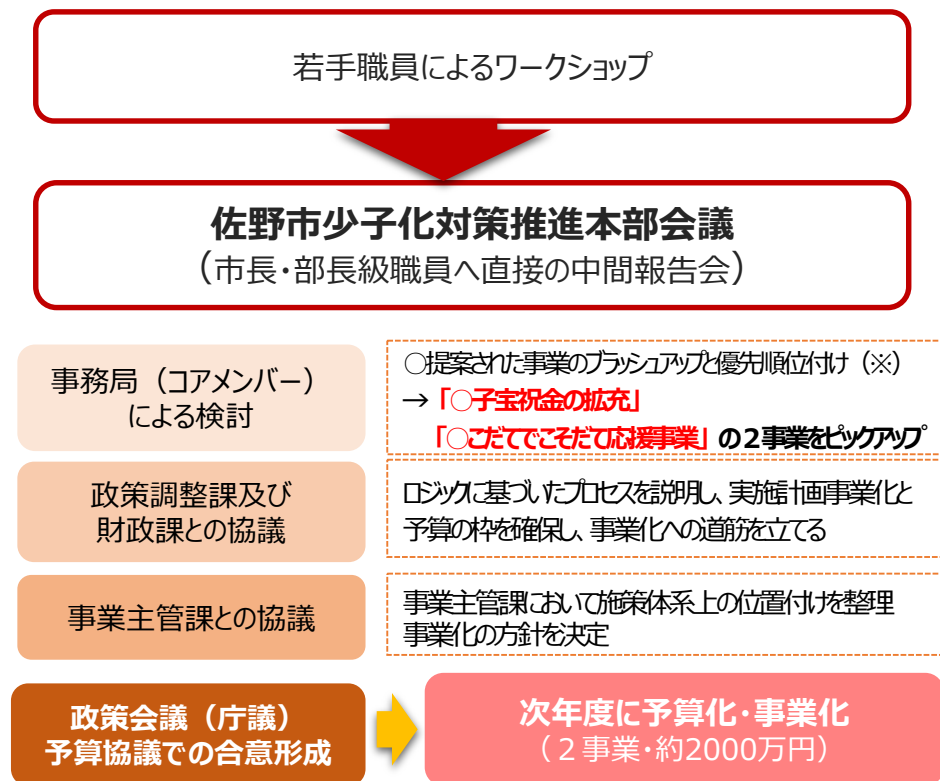 若手職員によるワークショップ
佐野市少子化対策推進本部会議
（市長・部長級職員へ直接の中間報告会）
事務局（コアメンバー）
による検討
○提案された事業のブラッシュアップと優先順位付け（※）
→「○子宝祝金の拡充」
「○こだてでこそだて応援事業」の２事業をピックアップ
政策調整課及び
財政課との協議
ロジックに基づいたプロセスを説明し、実施計画事業化と
予算の枠を確保し、事業化への道筋を立てる
事業主管課との協議
事業主管課において施策体系上の位置付けを整理
事業化の方針を決定
政策会議（庁議）
予算協議での合意形成
次年度に予算化・事業化
（２事業・約2000万円）